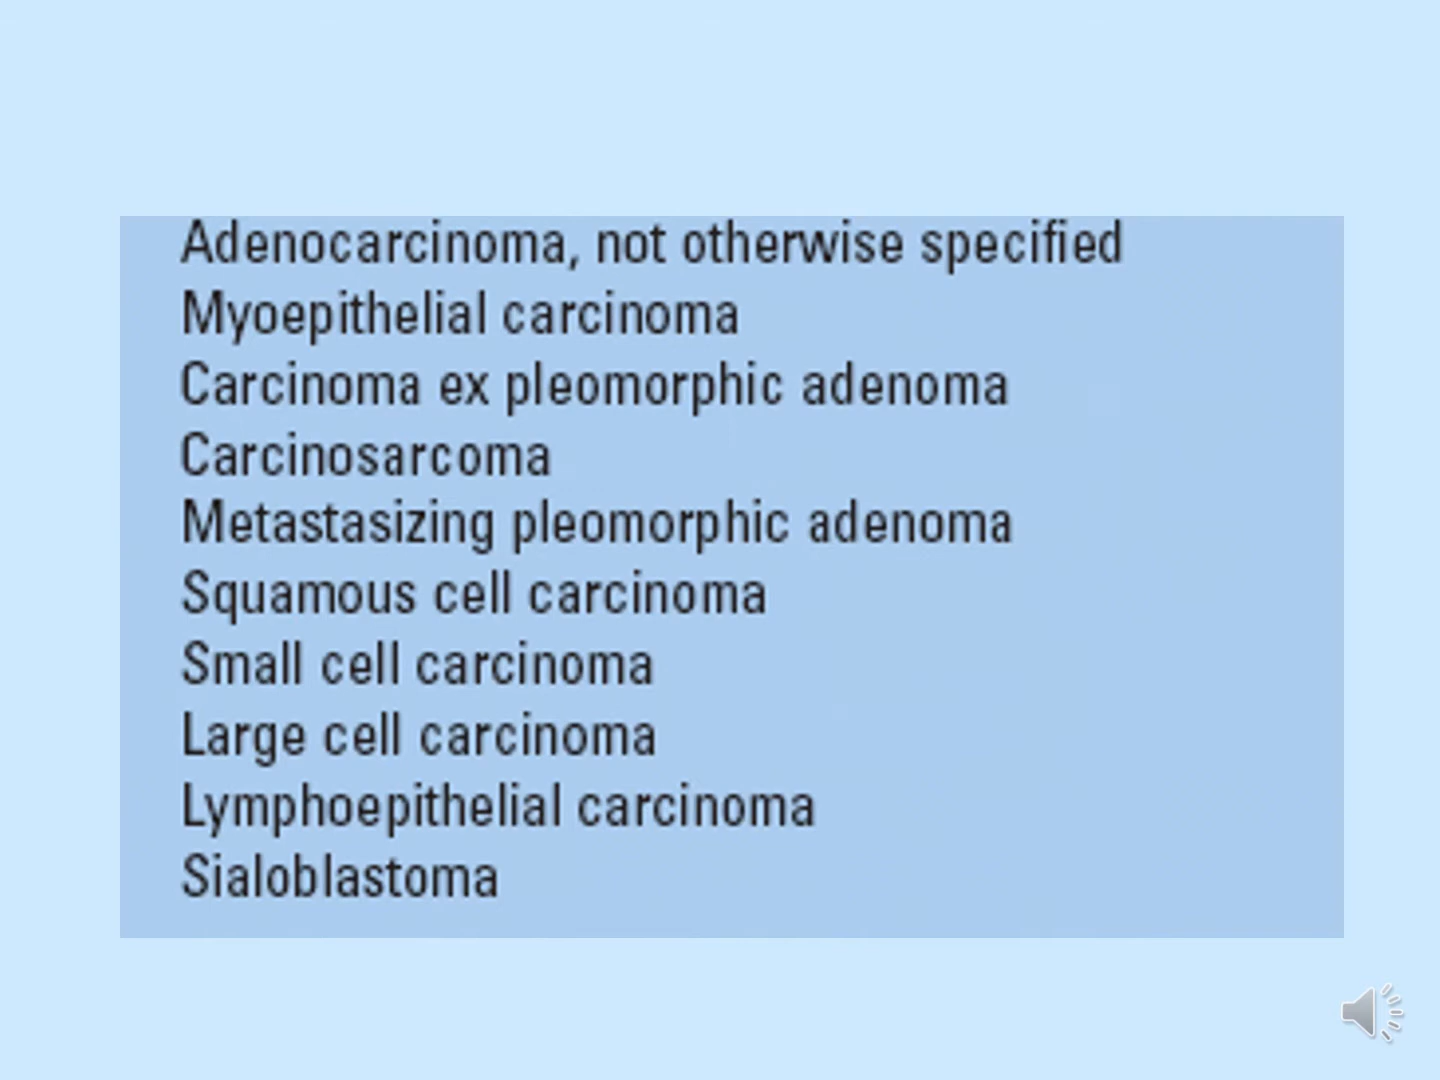 Adenocarcinoma, not otherwise specified
Myoepithelial carcinoma
Carcinoma ex pleomorphic adenoma
Carcinosarcoma
Metastasizing pleomorphic adenoma
Squamous cell carcinoma
Small cell carcinoma
Large cell carcinoma
Lymphoepithelial carcinoma
Sialoblastoma